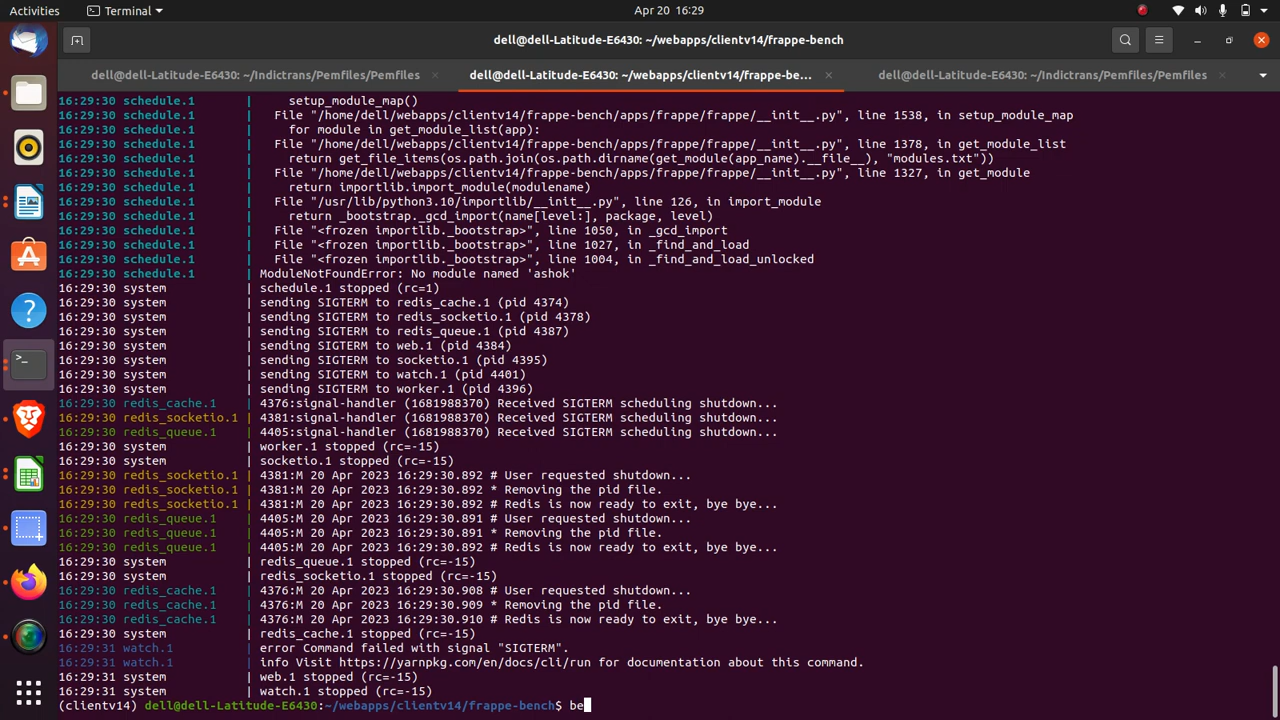 Activities
Terminal
Apr 20 16:29
dell@dell-Latitude-E6430: ~/webapps/clientv14/frappe-bench
dell@dell-Latitude-E6430: ~/Indictrans/Pemfiles/Pemfiles
dell@dell-Latitude-E6430: ~/webapps/clientv14/frappe-be...
dell@dell-Latitude-E6430: ~/Indictrans/Pemfiles/Pemfiles
16:29:30 schedule.1 | setup_module_map()
16:29:30 schedule.1 | File "/home/dell/webapps/clientv14/frappe-bench/apps/frappe/frappe/__init__.py", line 1538, in setup_module_map
16:29:30 schedule.1 | for module in get_module_list(app):
16:29:30 schedule.1 | File "/home/dell/webapps/clientv14/frappe-bench/apps/frappe/frappe/__init__.py", line 1378, in get_module_list
16:29:30 schedule.1 | return get_file_items(os.path.join(os.path.dirname(get_module(app_name).__file__), "modules.txt"))
16:29:30 schedule.1 | File "/home/dell/webapps/clientv14/frappe-bench/apps/frappe/frappe/__init__.py", line 1327, in get_module
16:29:30 schedule.1 | return importlib.import_module(modulename)
16:29:30 schedule.1 | File "/usr/lib/python3.10/importlib/__init__.py", line 126, in import_module
16:29:30 schedule.1 | return _bootstrap._gcd_import(name[level:], package, level)
16:29:30 schedule.1 | File "<frozen importlib._bootstrap>", line 1050, in _gcd_import
16:29:30 schedule.1 | File "<frozen importlib._bootstrap>", line 1027, in _find_and_load
16:29:30 schedule.1 | File "<frozen importlib._bootstrap>", line 1004, in _find_and_load_unlocked
16:29:30 schedule.1 | ModuleNotFoundError: No module named 'ashok'
16:29:30 system | schedule.1 stopped (rc=1)
16:29:30 system | sending SIGTERM to redis_cache.1 (pid 4374)
16:29:30 system | sending SIGTERM to redis_socketio.1 (pid 4378)
16:29:30 system | sending SIGTERM to redis_queue.1 (pid 4387)
16:29:30 system | sending SIGTERM to web.1 (pid 4384)
16:29:30 system | sending SIGTERM to socketio.1 (pid 4395)
16:29:30 system | sending SIGTERM to watch.1 (pid 4401)
16:29:30 system | sending SIGTERM to worker.1 (pid 4396)
16:29:30 redis_cache.1 | 4376:signal-handler (1681988370) Received SIGTERM scheduling shutdown...
16:29:30 redis_socketio.1 | 4381:signal-handler (1681988370) Received SIGTERM scheduling shutdown...
16:29:30 redis_queue.1 | 4405:signal-handler (1681988370) Received SIGTERM scheduling shutdown...
16:29:30 system | worker.1 stopped (rc=-15)
16:29:30 system | socketio.1 stopped (rc=-15)
16:29:30 redis_socketio.1 | 4381:M 20 Apr 2023 16:29:30.892 # User requested shutdown...
16:29:30 redis_socketio.1 | 4381:M 20 Apr 2023 16:29:30.892 * Removing the pid file.
16:29:30 redis_socketio.1 | 4381:M 20 Apr 2023 16:29:30.892 # Redis is now ready to exit, bye bye...
16:29:30 redis_queue.1 | 4405:M 20 Apr 2023 16:29:30.891 # User requested shutdown...
16:29:30 redis_queue.1 | 4405:M 20 Apr 2023 16:29:30.891 * Removing the pid file.
16:29:30 redis_queue.1 | 4405:M 20 Apr 2023 16:29:30.892 # Redis is now ready to exit, bye bye...
16:29:30 system | redis_queue.1 stopped (rc=-15)
16:29:30 system | redis_socketio.1 stopped (rc=-15)
16:29:30 redis_cache.1 | 4376:M 20 Apr 2023 16:29:30.908 # User requested shutdown...
16:29:30 redis_cache.1 | 4376:M 20 Apr 2023 16:29:30.909 * Removing the pid file.
16:29:30 redis_cache.1 | 4376:M 20 Apr 2023 16:29:30.910 # Redis is now ready to exit, bye bye...
16:29:30 system | redis_cache.1 stopped (rc=-15)
16:29:31 watch.1 | error Command failed with signal "SIGTERM".
16:29:31 watch.1 | info Visit https://yarnpkg.com/en/docs/cli/run for documentation about this command.
16:29:31 system | web.1 stopped (rc=-15)
16:29:31 system | watch.1 stopped (rc=-15)
(clientv14) dell@dell-Latitude-E6430:~/webapps/clientv14/frappe-bench$ be